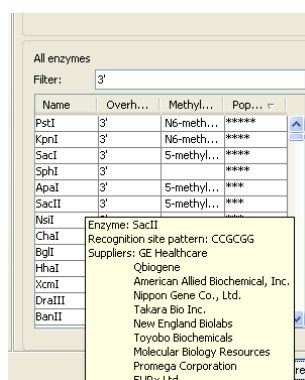 All enzymes
Filter: 3'
Name Overh... Methyl... Pop...
PstI 3' N6-meth... *****
KpnI 3' N6-meth... ****
SacI 3' 5-methyl... ****
SphI 3' ****
ApaI 3' 5-methyl... ***
SacII 3' 5-methyl... ***
NsiI
ChaI
BglI
HhaI
XcmI
DraIII
BanII
Enzyme: SacII
Recognition site pattern: CCGCGG
Suppliers: GE Healthcare
Qbiogene
American Allied Biochemical, Inc.
Nippon Gene Co., Ltd.
Takara Bio Inc.
New England Biolabs
Toyobo Biochemicals
Molecular Biology Resources
Promega Corporation
EURx Ltd.
re